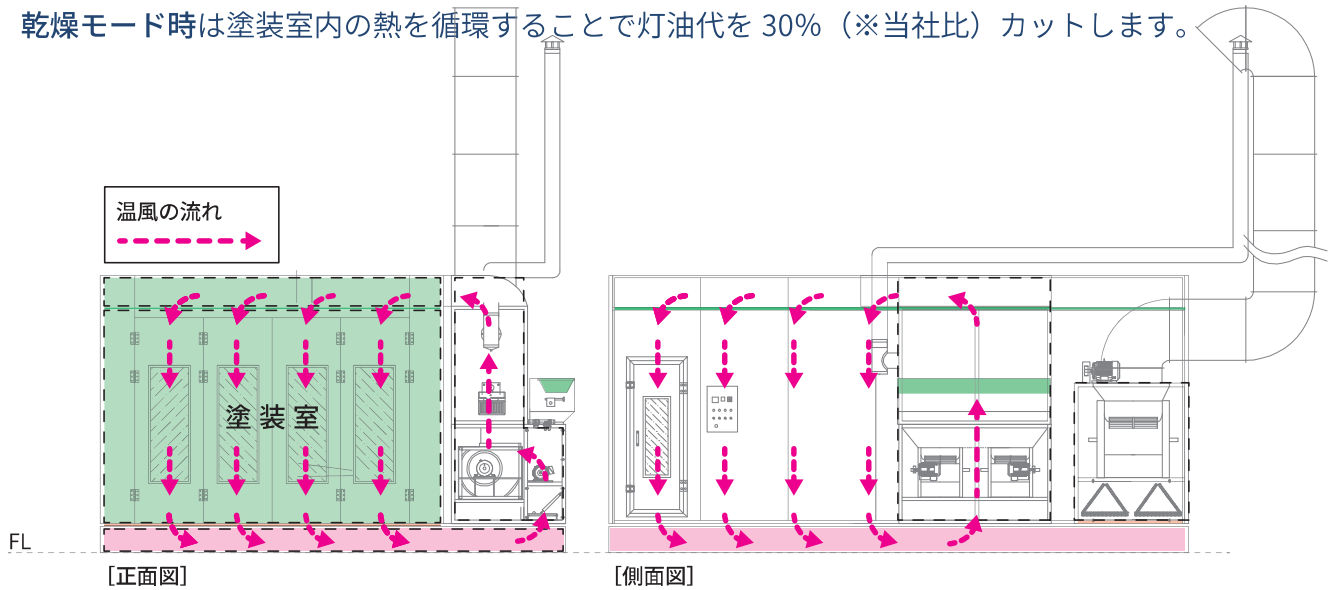 乾燥モード時は塗装室内の熱を循環することで灯油代を 30%（※当社比）カットします。
温風の流れ
塗装室
FL
［正面図］
［側面図］